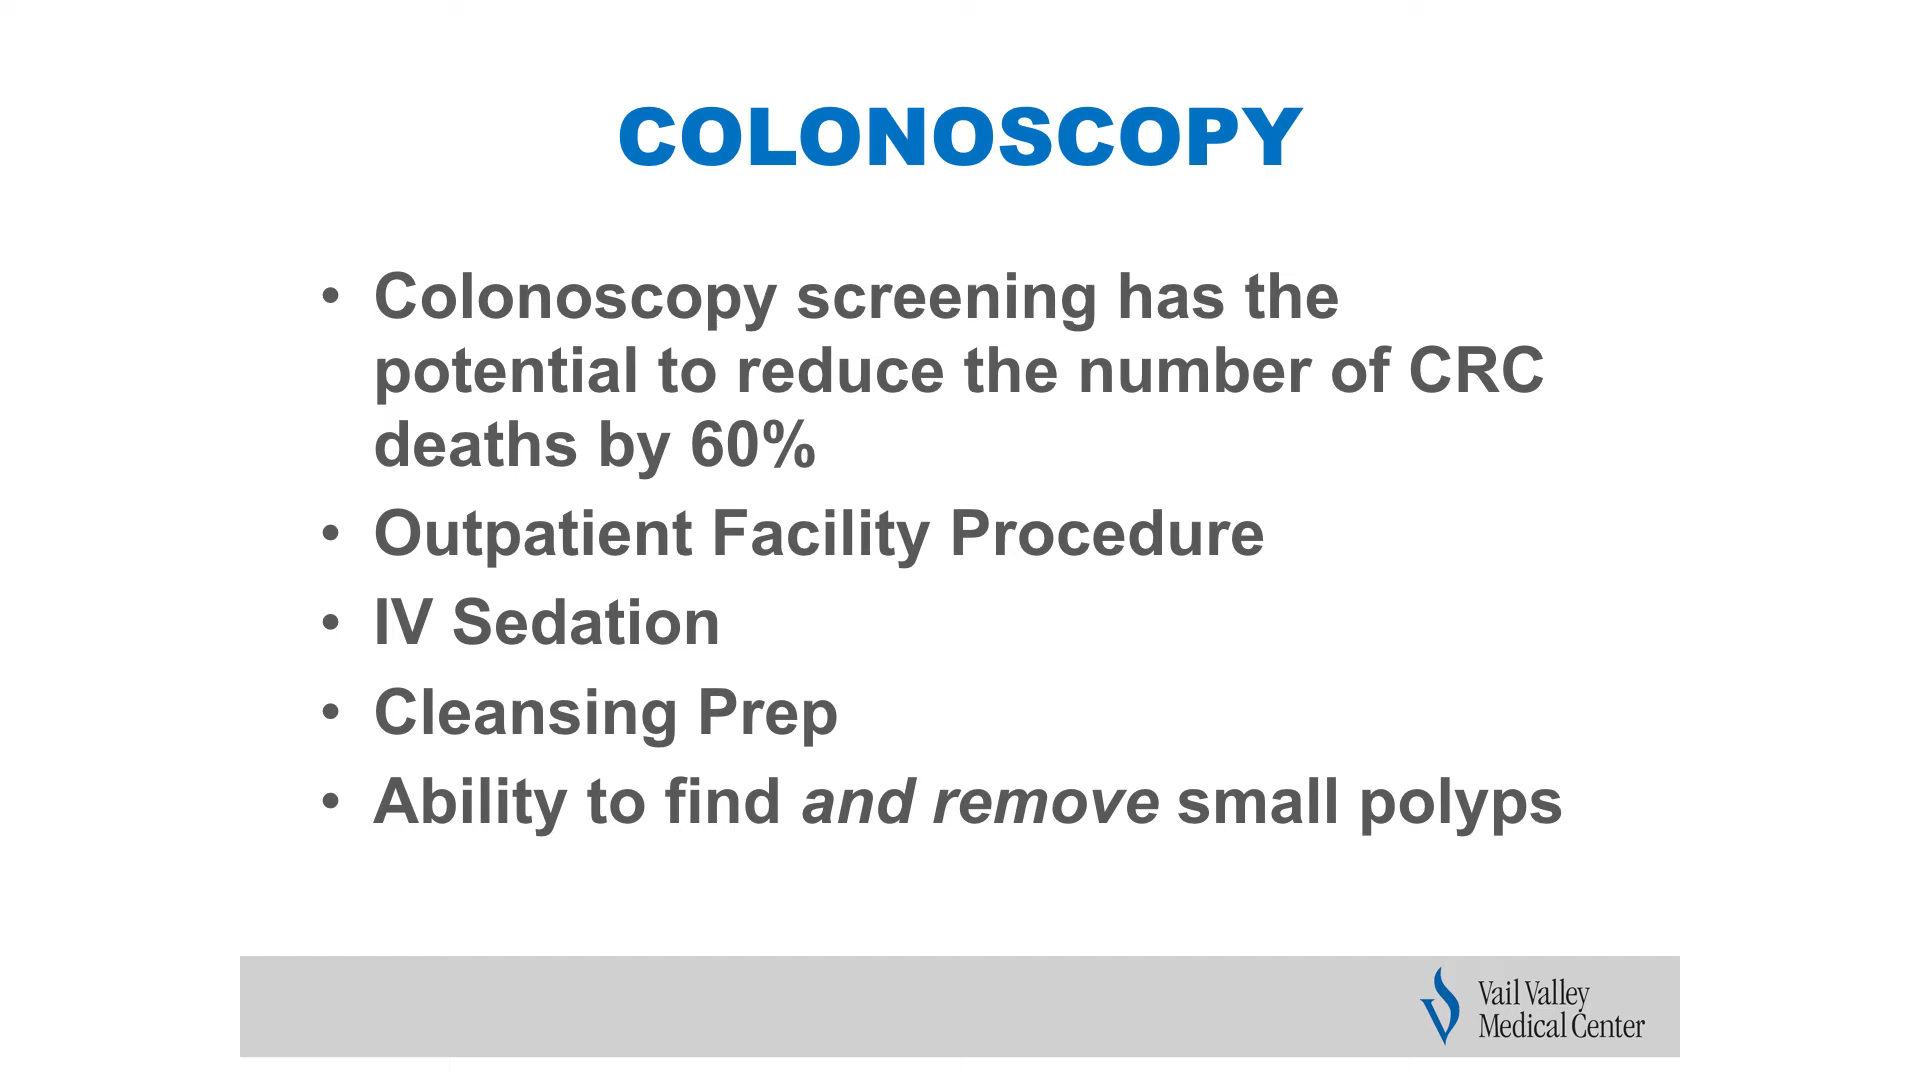 COLONOSCOPY
• Colonoscopy screening has the
potential to reduce the number of CRC
deaths by 60%
• Outpatient Facility Procedure
• IV Sedation
• Cleansing Prep
• Ability to find and remove small polyps
Vail Valley
Medical Center